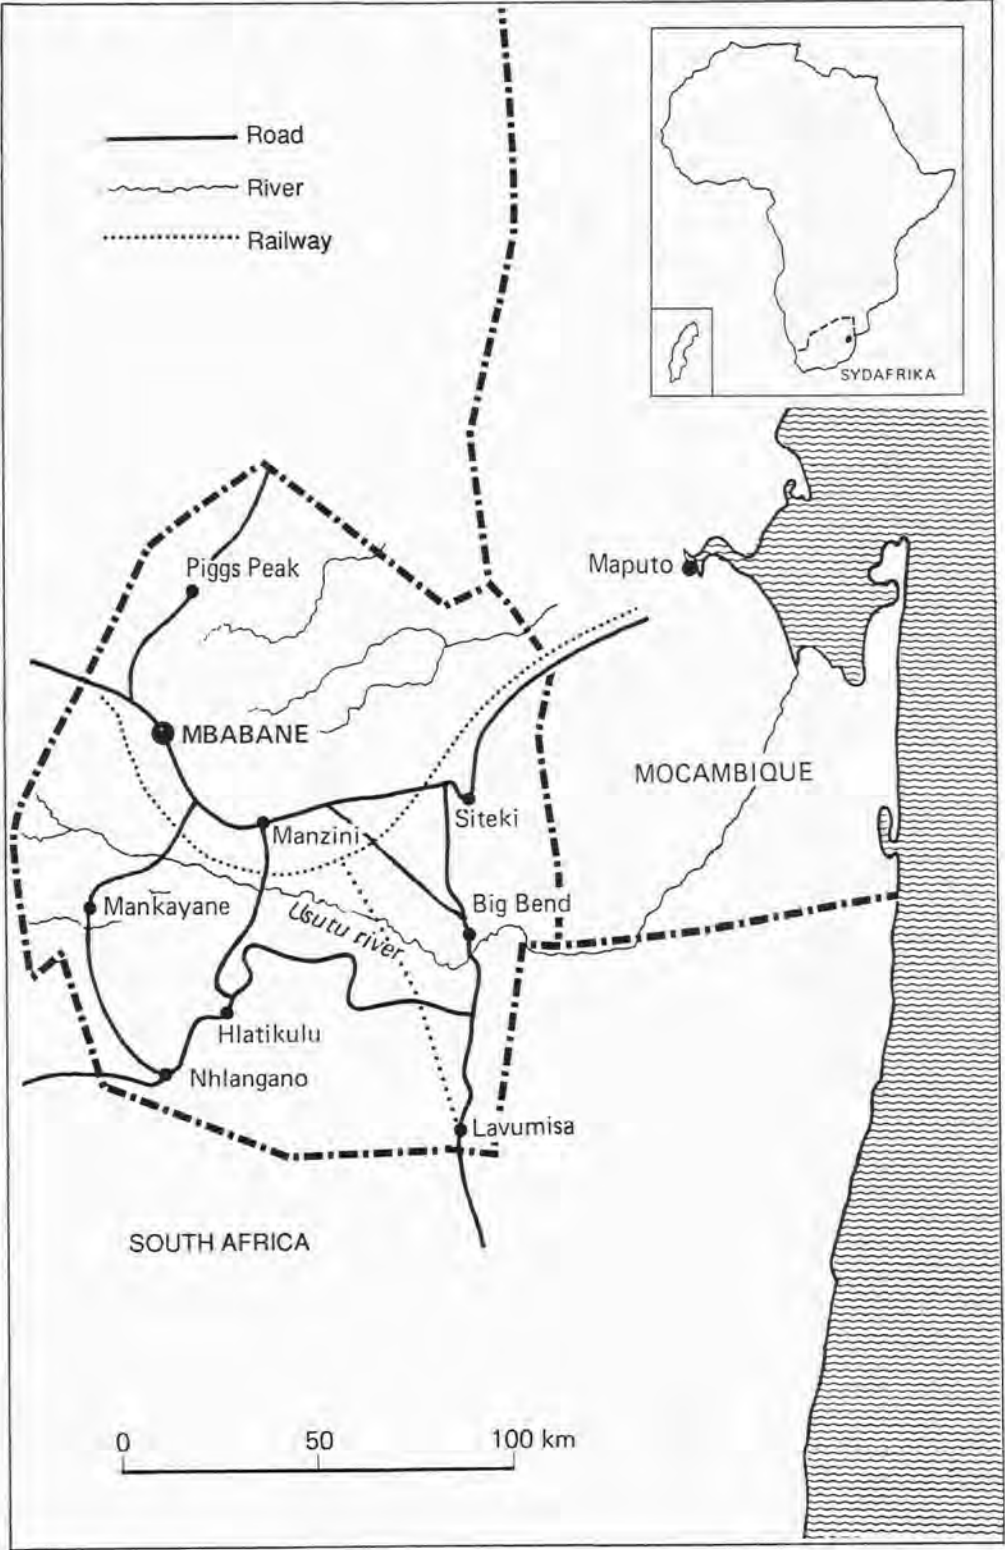 Road
River
Railway
SYDAFRIKA
Piggs Peak
Maputo
MBABANE
MOCAMBIQUE
Siteki
Manzini
Mankayane
Big Bend
Usutu river
Hlatikulu
Nhlangano
Lavumisa
SOUTH AFRICA
0 50 100 km